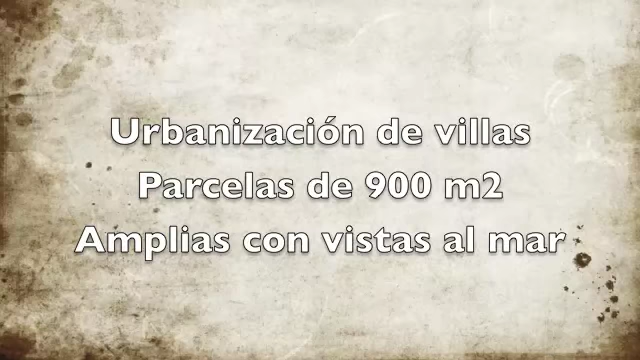 Urbanización de villas
Parcelas de 900 m2
Amplias con vistas al mar